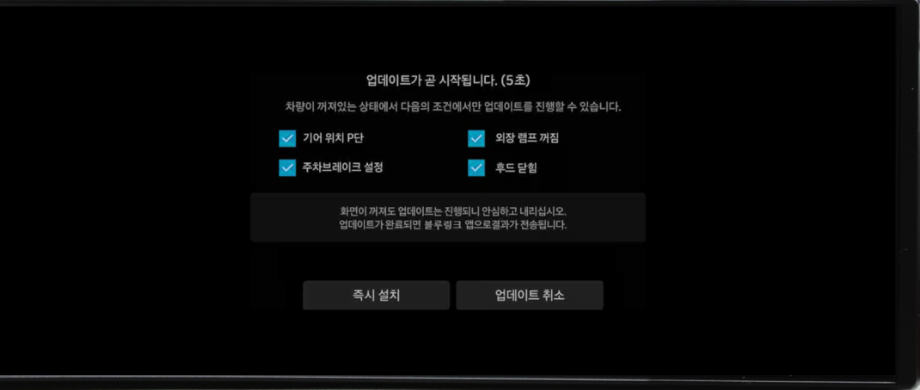 업데이트가 곧 시작됩니다. (5초)
차량이 꺼져있는 상태에서 다음의 조건에서만 업데이트를 진행할 수 있습니다.
기어 위치 P단
외장 램프 꺼짐
주차브레이크 설정
후드 닫힘
화면이 꺼져도 업데이트는 진행되니 안심하고 내리십시오.
업데이트가 완료되면 블루링크 앱으로결과가 전송됩니다.
즉시 설치
업데이트 취소